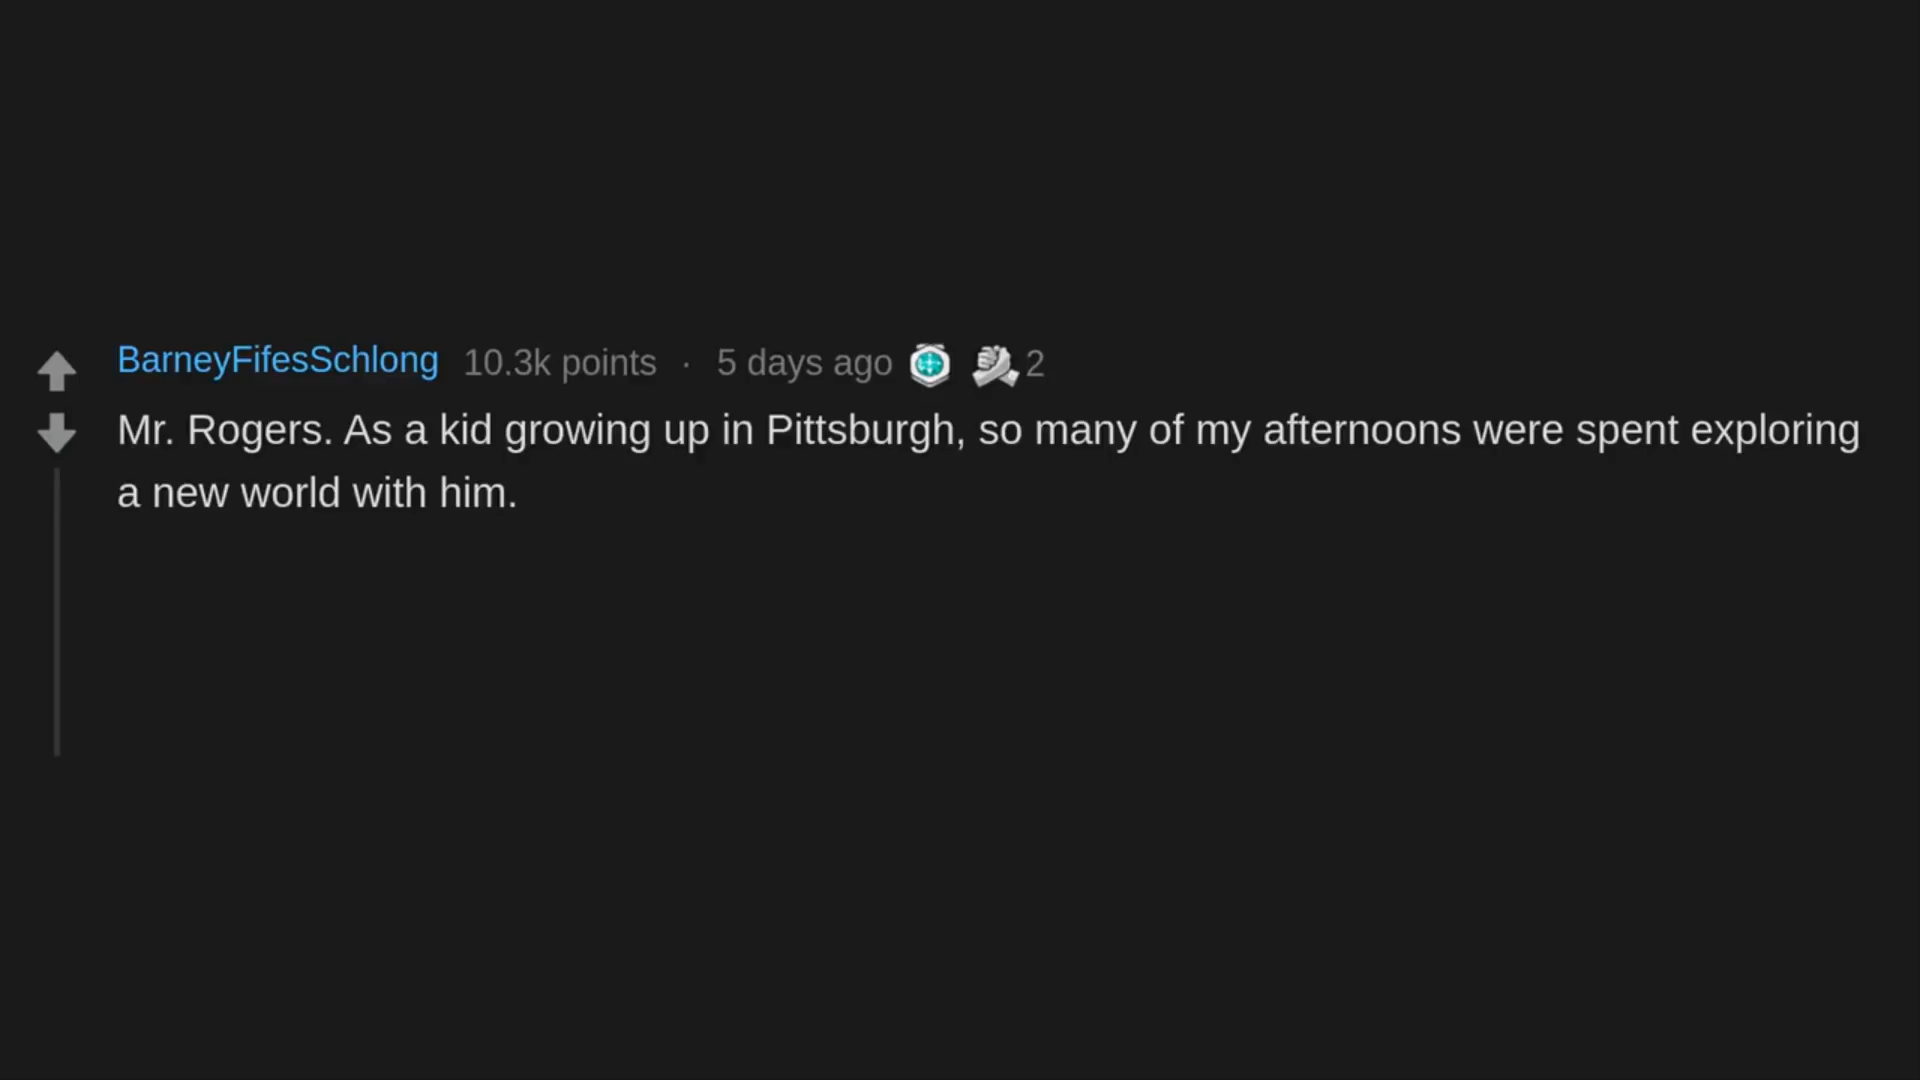 BarneyFifesSchlong 10.3k points · 5 days ago 2
Mr. Rogers. As a kid growing up in Pittsburgh, so many of my afternoons were spent exploring
a new world with him.